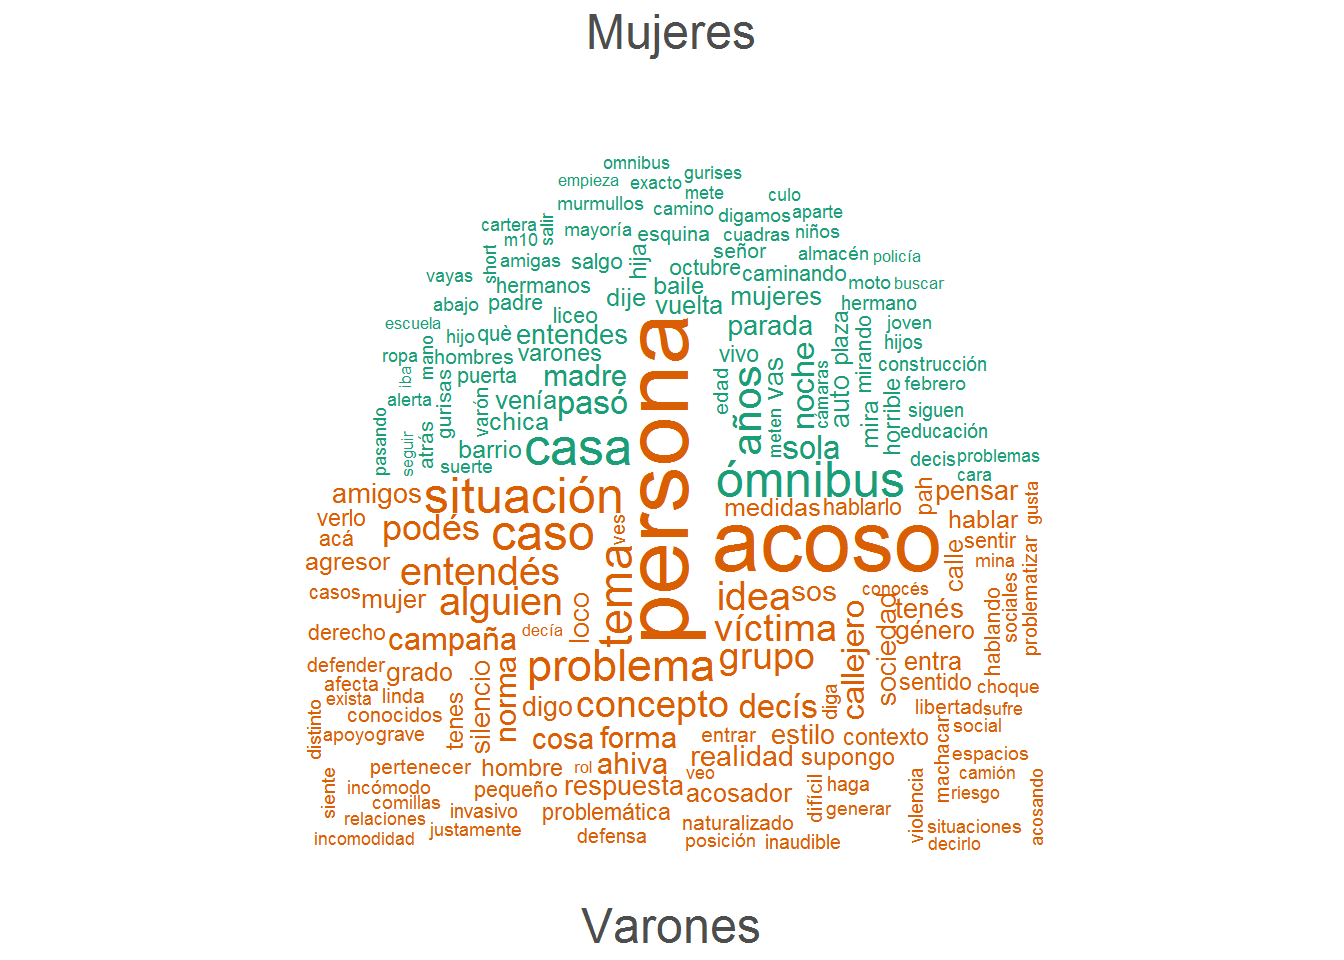 Mujeres
omnibus
empieza exacto gurises
mete culo
murmullos camino digamos aparte
cartera salir mayoría esquina cuadras niños
m10 hija señor almacén policía
short amigas salgo octubre caminando
vayas hermanos baile moto buscar
abajo padre dije vuelta mujeres hermano
escuela liceo parada plaza joven
hijo què entendes mirando hijos
ropa mano hombres varones vivo noche construcción
iba puerta madre edad años vas cámaras auto febrero
alerta gurisas varón venía pasó meten mira horrible siguen
pasando atrás chica educación
seguir barrio casa sola decis problemas
suerte ómnibus cara
persona
amigos situación medidas hablarlo pah pensar gusta
verlo podés caso ves acoso hablar
acá calle sentir
agresor entendés tema mina
casos mujer alguien idea sos conocés sociales problematizar
derecho campaña decía loco víctima callejero sociedad tenés género hablando
defender grado problema grupo entra
afecta sentido choque
exista linda silencio norma digo concepto decís diga libertad sufre
distinto conocidos tenes social
apoyo grave cosa forma entrar estilo contexto
pertenecer hombre rol ahiva realidad supongo machacar espacios
siente incómodo pequeño respuesta veo acosador difícil haga camión riesgo acosando
comillas invasivo problemática generar violencia
relaciones justamente naturalizado situaciones
incomodidad defensa posición inaudible decirlo
Varones